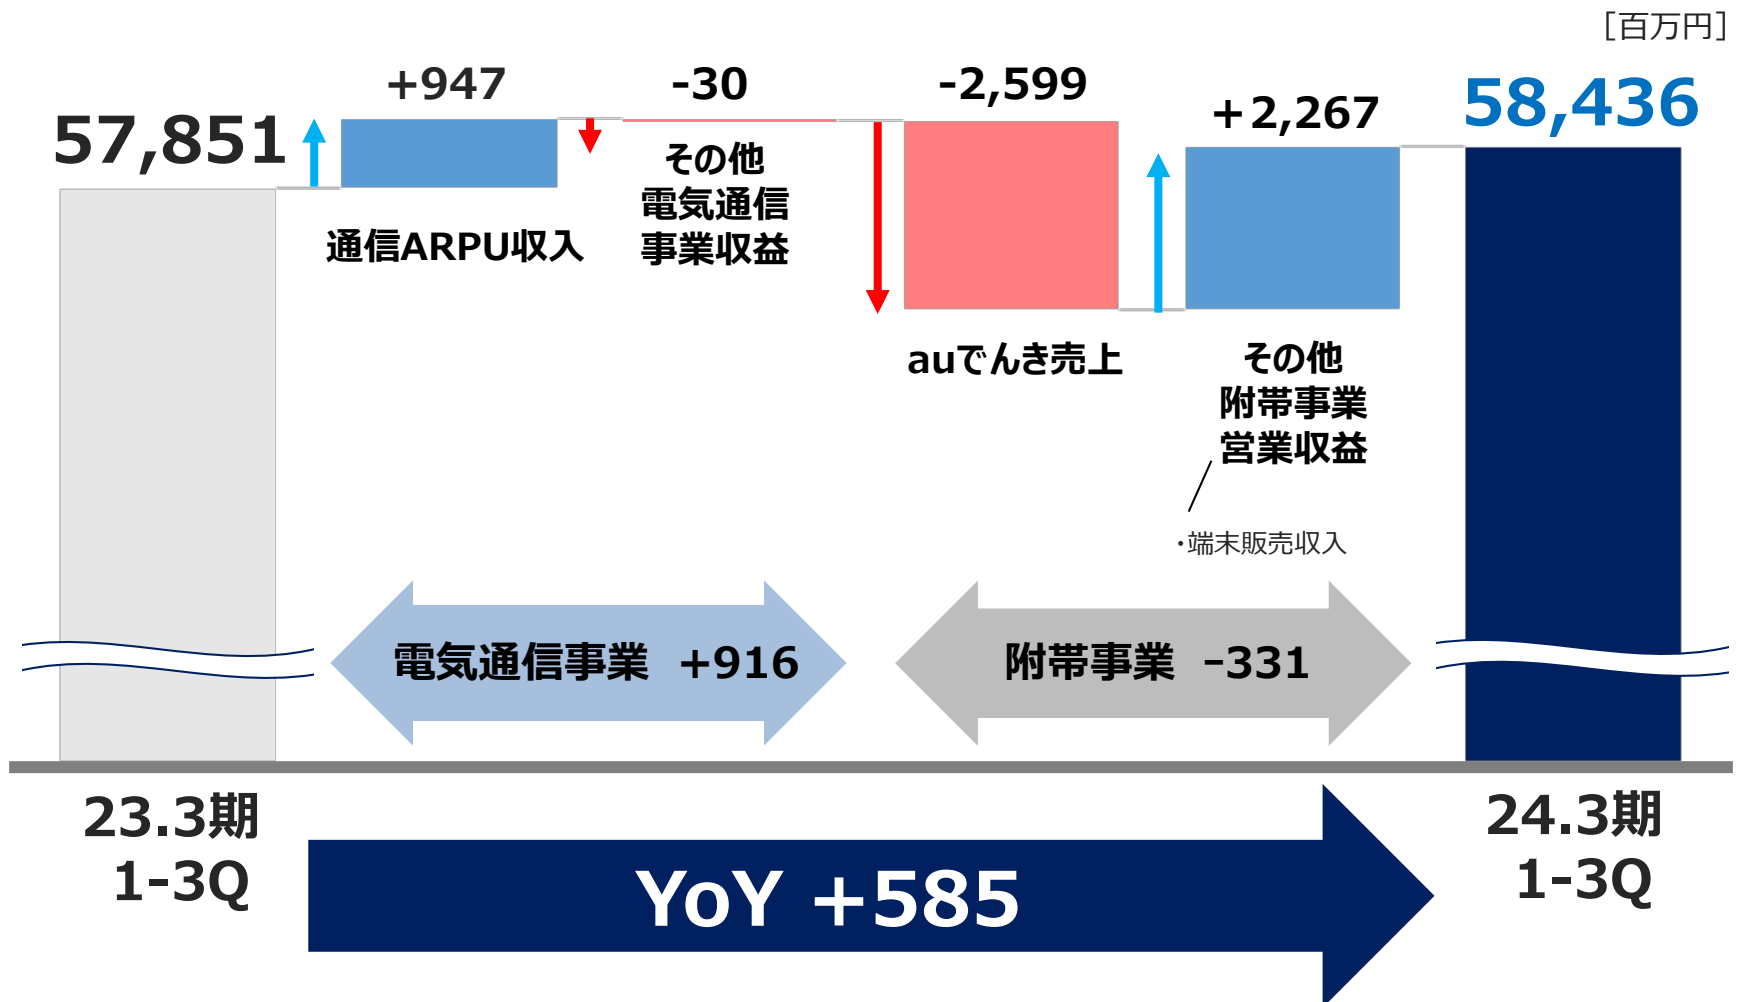 [百万円]
57,851
+947
-30
-2,599
+2,267
58,436
通信ARPU収入
その他
電気通信
事業収益
auでんき売上
その他
附帯事業
営業収益
・端末販売収入
電気通信事業 +916
附帯事業 -331
23.3期
1-3Q
YoY +585
24.3期
1-3Q